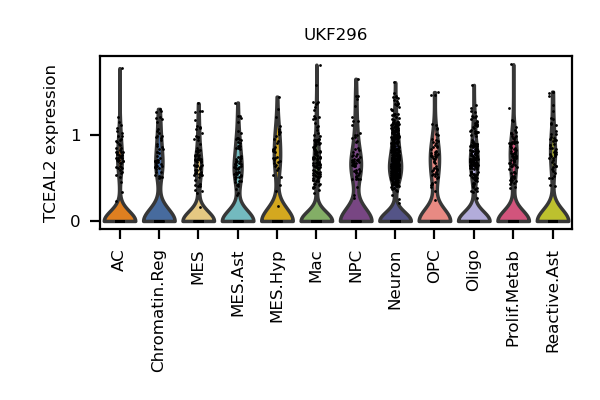 UKF296
TCEAL2 expression
1
0
AC
Chromatin.Reg
MES
MES.Ast
MES.Hyp
Mac
NPC
Neuron
OPC
Oligo
Prolif.Metab
Reactive.Ast